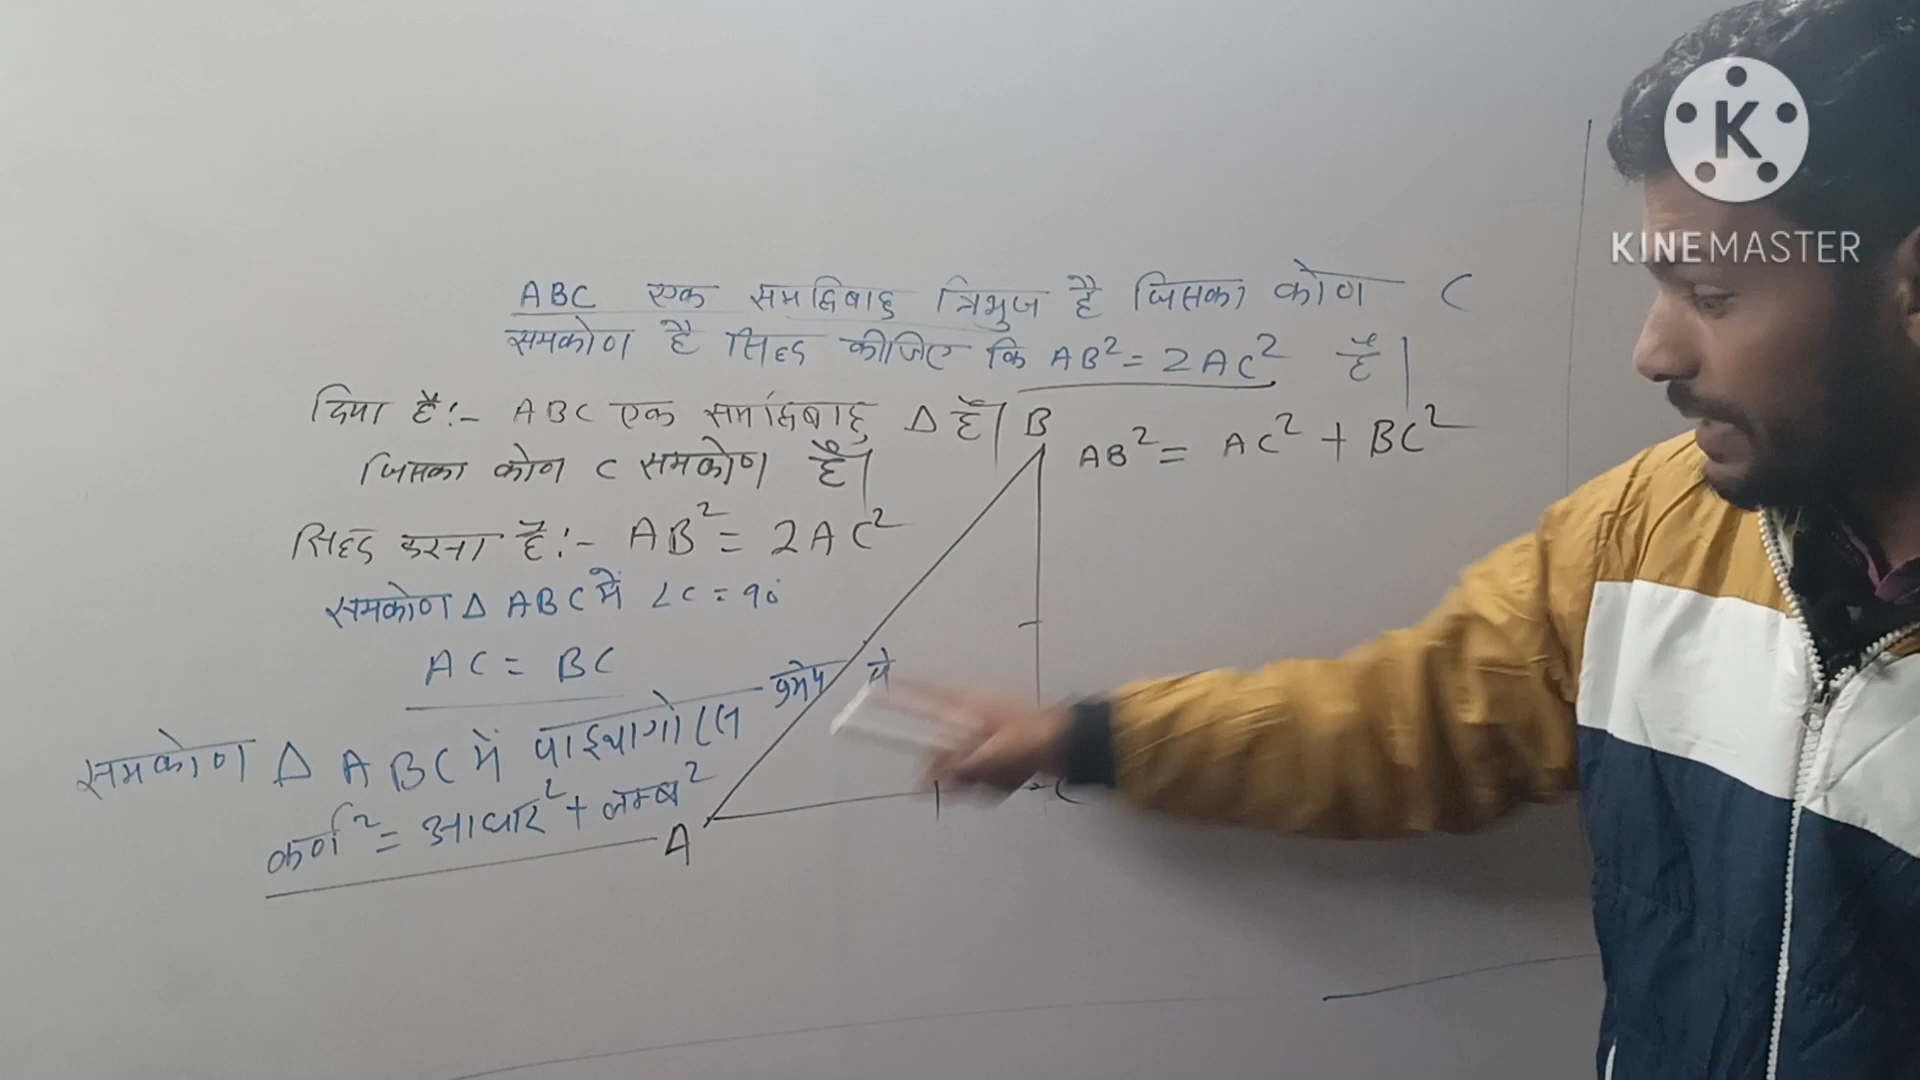 K
KINEMASTER
ABC एक समद्विबाहु त्रिभुज है जिसका कोण C
समकोण है सिद्ध कीजिए कि AB² = 2AC² है।
दिया है:- ABC एक समद्विबाहु Δ है।
जिसका कोन C समकोण है।
सिद्ध करना है:- AB² = 2AC²
समकोण Δ ABC में ∠C = 90°
AC = BC
समकोण Δ ABC में पाइथागोरस प्रमेय से
कर्ण² = आधार² + लम्ब²
B
AB² = AC² + BC²
A
C